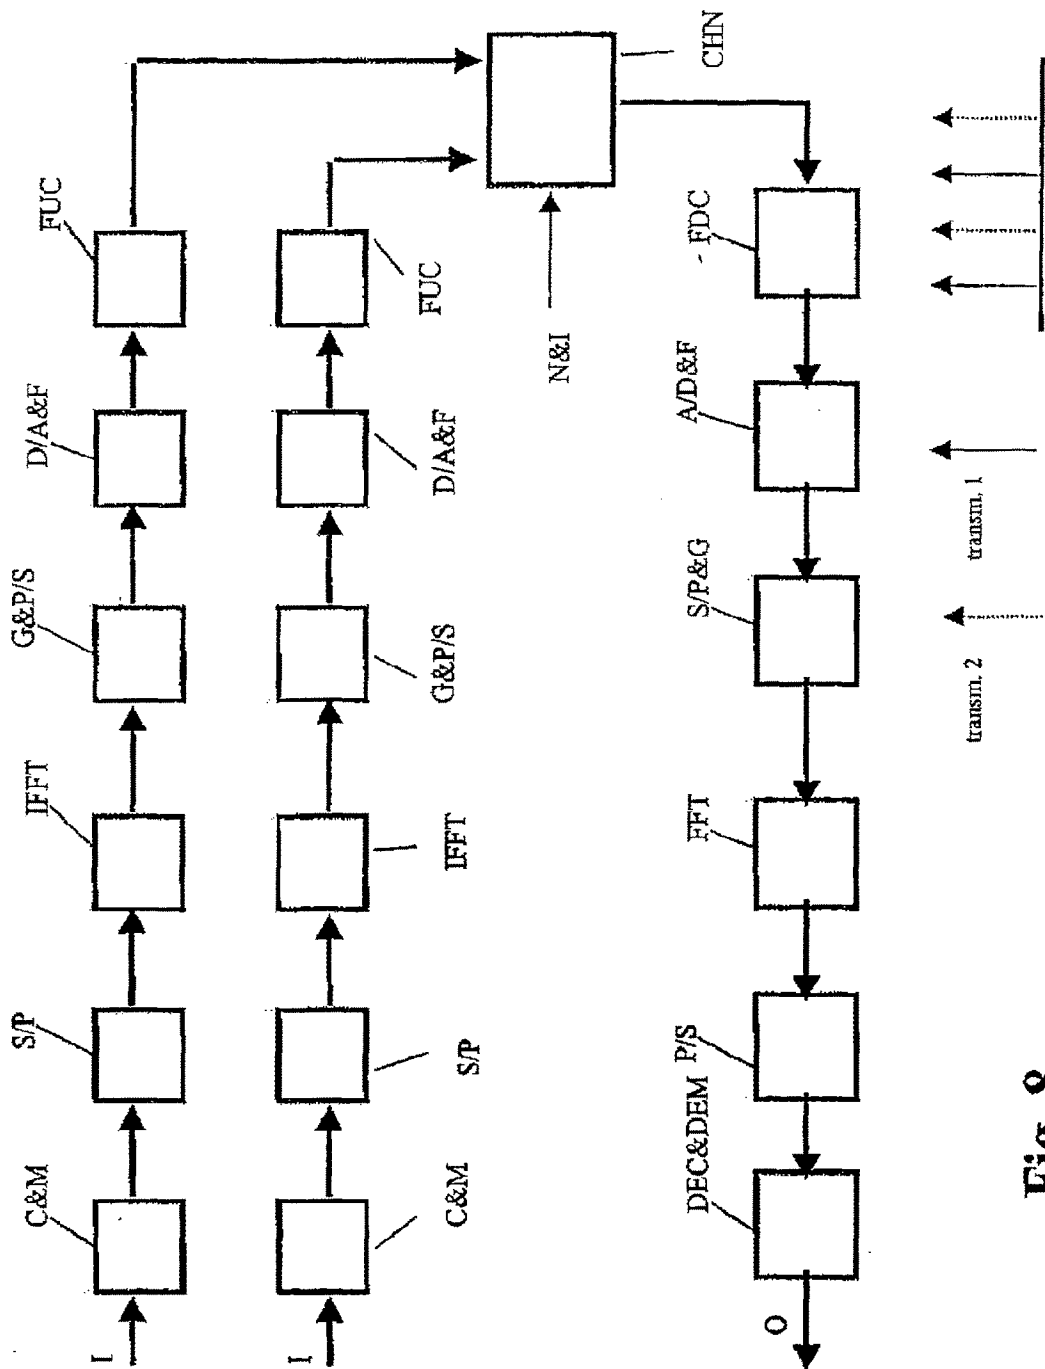 I
C&M
S/P
IFFT
G&P/S
D/A&F
FUC
I
C&M
S/P
IFFT
G&P/S
D/A&F
FUC
CHN
N&I
FDC
A/D&F
S/P&G
FFT
P/S
DEC&DEM
O
transm. 1
transm. 2